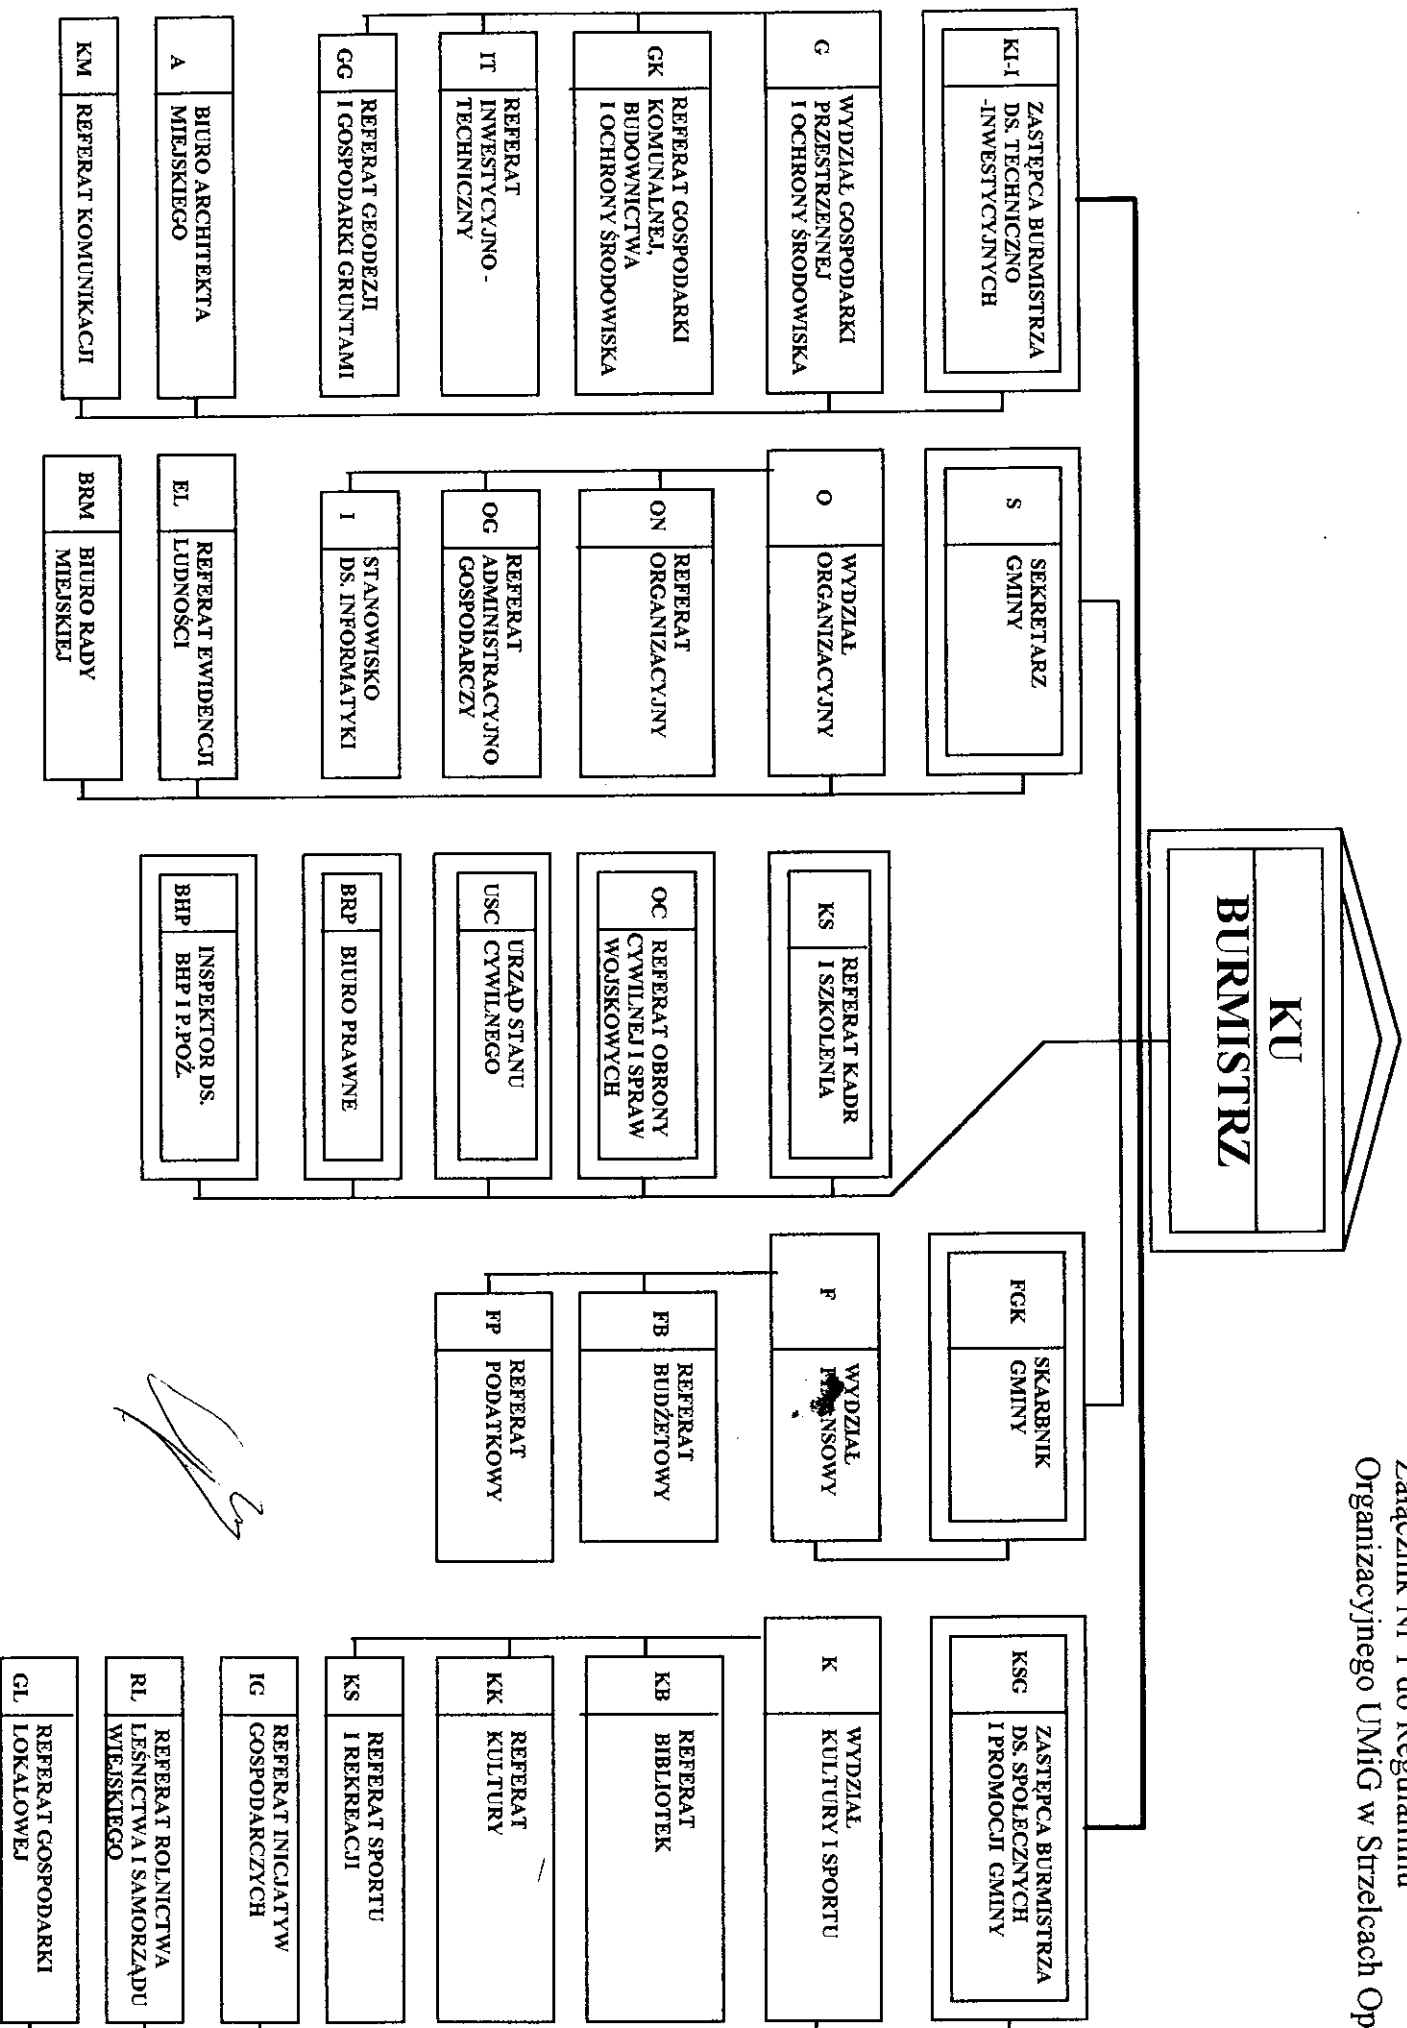 Załącznik Nr 1 do Regulaminu
Organizacyjnego UMiG w Strzelcach Op
KU
BURMISTRZ
KI-I
ZASTĘPCA BURMISTRZA
DS. TECHNICZNO
-INWESTYCYJNYCH
G
WYDZIAŁ GOSPODARKI
PRZESTRZENNEJ
I OCHRONY ŚRODOWISKA
GK
REFERAT GOSPODARKI
KOMUNALNEJ,
BUDOWNICTWA
I OCHRONY ŚRODOWISKA
IT
REFERAT
INWESTYCYJNO -
TECHNICZNY
GG
REFERAT GEODEZJI
I GOSPODARKI GRUNTAMI
A
BIURO ARCHITEKTA
MIEJSKIEGO
KM
REFERAT KOMUNIKACJI
S
SEKRETARZ
GMINY
O
WYDZIAŁ
ORGANIZACYJNY
ON
REFERAT
ORGANIZACYJNY
OG
REFERAT
ADMINISTRACYJNO
GOSPODARCZY
I
STANOWISKO
DS. INFORMATYKI
EL
REFERAT EWIDENCJI
LUDNOŚCI
BRM
BIURO RADY
MIEJSKIEJ
KS
REFERAT KADR
I SZKOLENIA
OC
REFERAT OBRONY
CYWILNEJ I SPRAW
WOJSKOWYCH
USC
URZĄD STANU
CYWILNEGO
BRP
BIURO PRAWNE
BHP
INSPEKTOR DS.
BHP I P.POŻ.
FGK
SKARBNIK
GMINY
F
WYDZIAŁ
FB
REFERAT
BUDŻETOWY
FP
REFERAT
PODATKOWY
KSG
ZASTĘPCA BURMISTRZA
DS. SPOŁECZNYCH
I PROMOCJI GMINY
K
WYDZIAŁ
KULTURY I SPORTU
KB
REFERAT
BIBLIOTEK
KK
REFERAT
KULTURY
KS
REFERAT SPORTU
I REKREACJI
IG
REFERAT INICJATYW
GOSPODARCZYCH
RL
REFERAT ROLNICTWA
LEŚNICTWA I SAMORZĄDU
WIEJSKIEGO
GL
REFERAT GOSPODARKI
LOKALOWEJ